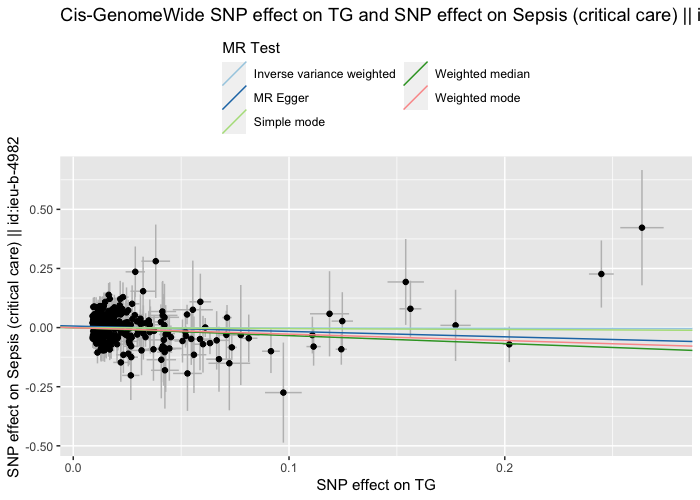 Cis-GenomeWide SNP effect on TG and SNP effect on Sepsis (critical care) || i
MR Test
Inverse variance weighted
Weighted median
MR Egger
Weighted mode
Simple mode
SNP effect on Sepsis (critical care) || id:ieu-b-4982
0.50
0.25
0.00
-0.25
-0.50
0.0
0.1
0.2
SNP effect on TG